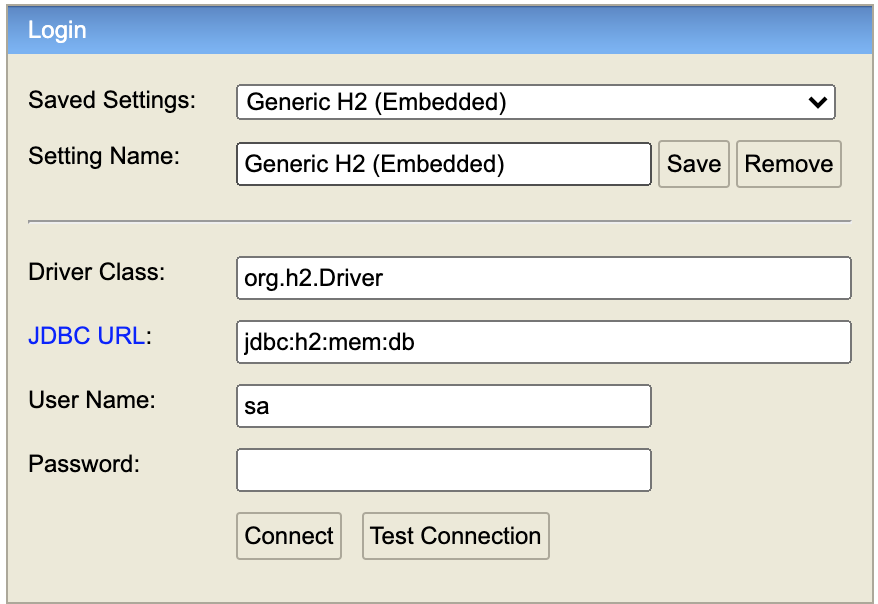 Login
Saved Settings: Generic H2 (Embedded)
Setting Name: Generic H2 (Embedded) Save Remove
Driver Class: org.h2.Driver
JDBC URL: jdbc:h2:mem:db
User Name: sa
Password:
Connect Test Connection